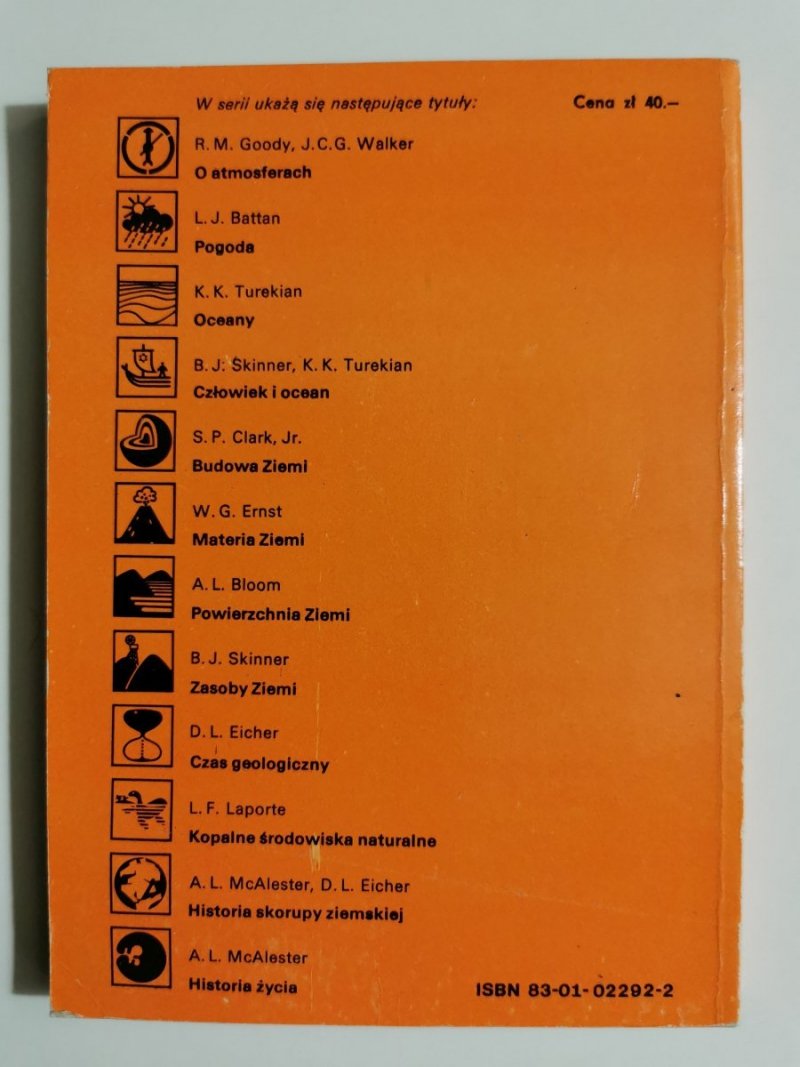 W serii ukażą się następujące tytuły: Cena zł 40.—
R. M. Goody, J.C.G. Walker
O atmosferach
L. J. Battan
Pogoda
K. K. Turekian
Oceany
B. J. Skinner, K. K. Turekian
Człowiek i ocean
S. P. Clark, Jr.
Budowa Ziemi
W. G. Ernst
Materia Ziemi
A. L. Bloom
Powierzchnia Ziemi
B. J. Skinner
Zasoby Ziemi
D. L. Eicher
Czas geologiczny
L. F. Laporte
Kopalne środowiska naturalne
A. L. McAlester, D. L. Eicher
Historia skorupy ziemskiej
A. L. McAlester
Historia życia
ISBN 83-01-02292-2